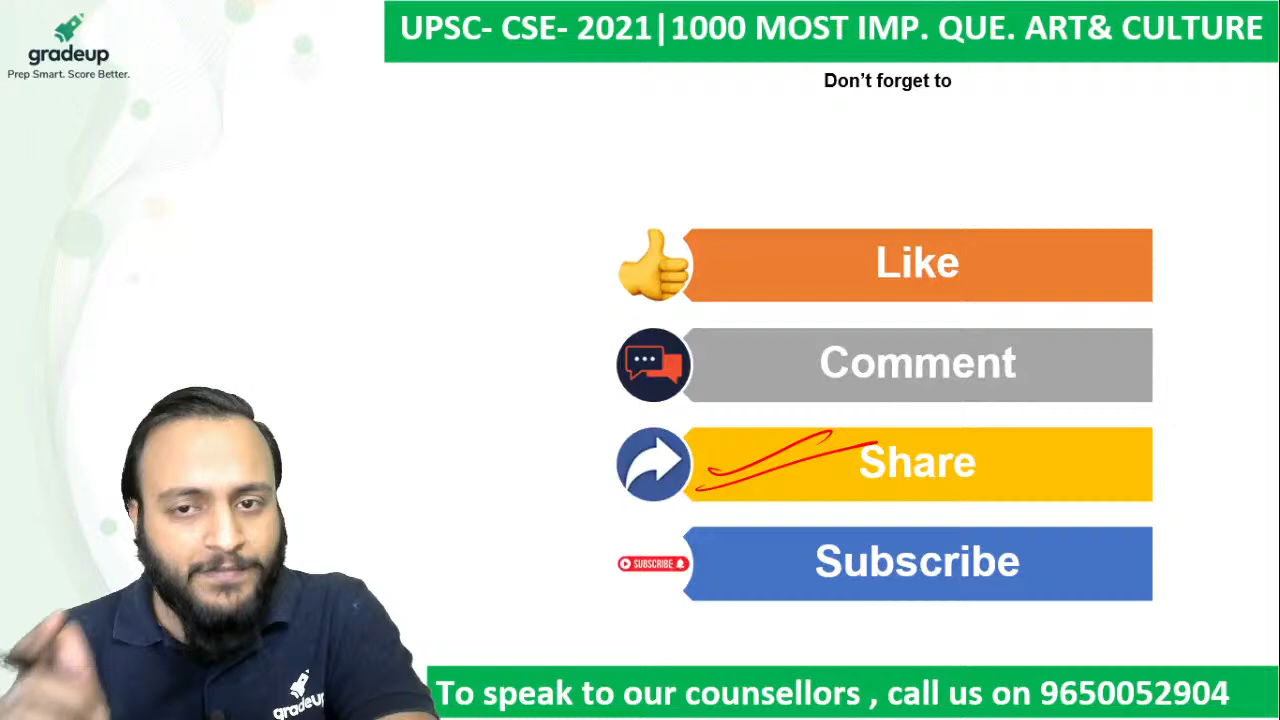 gradeup
Prep Smart. Score Better.
UPSC- CSE- 2021|1000 MOST IMP. QUE. ART& CULTURE
Don't forget to
Like
Comment
Share
SUBSCRIBE
Subscribe
gradeup
To speak to our counsellors , call us on 9650052904